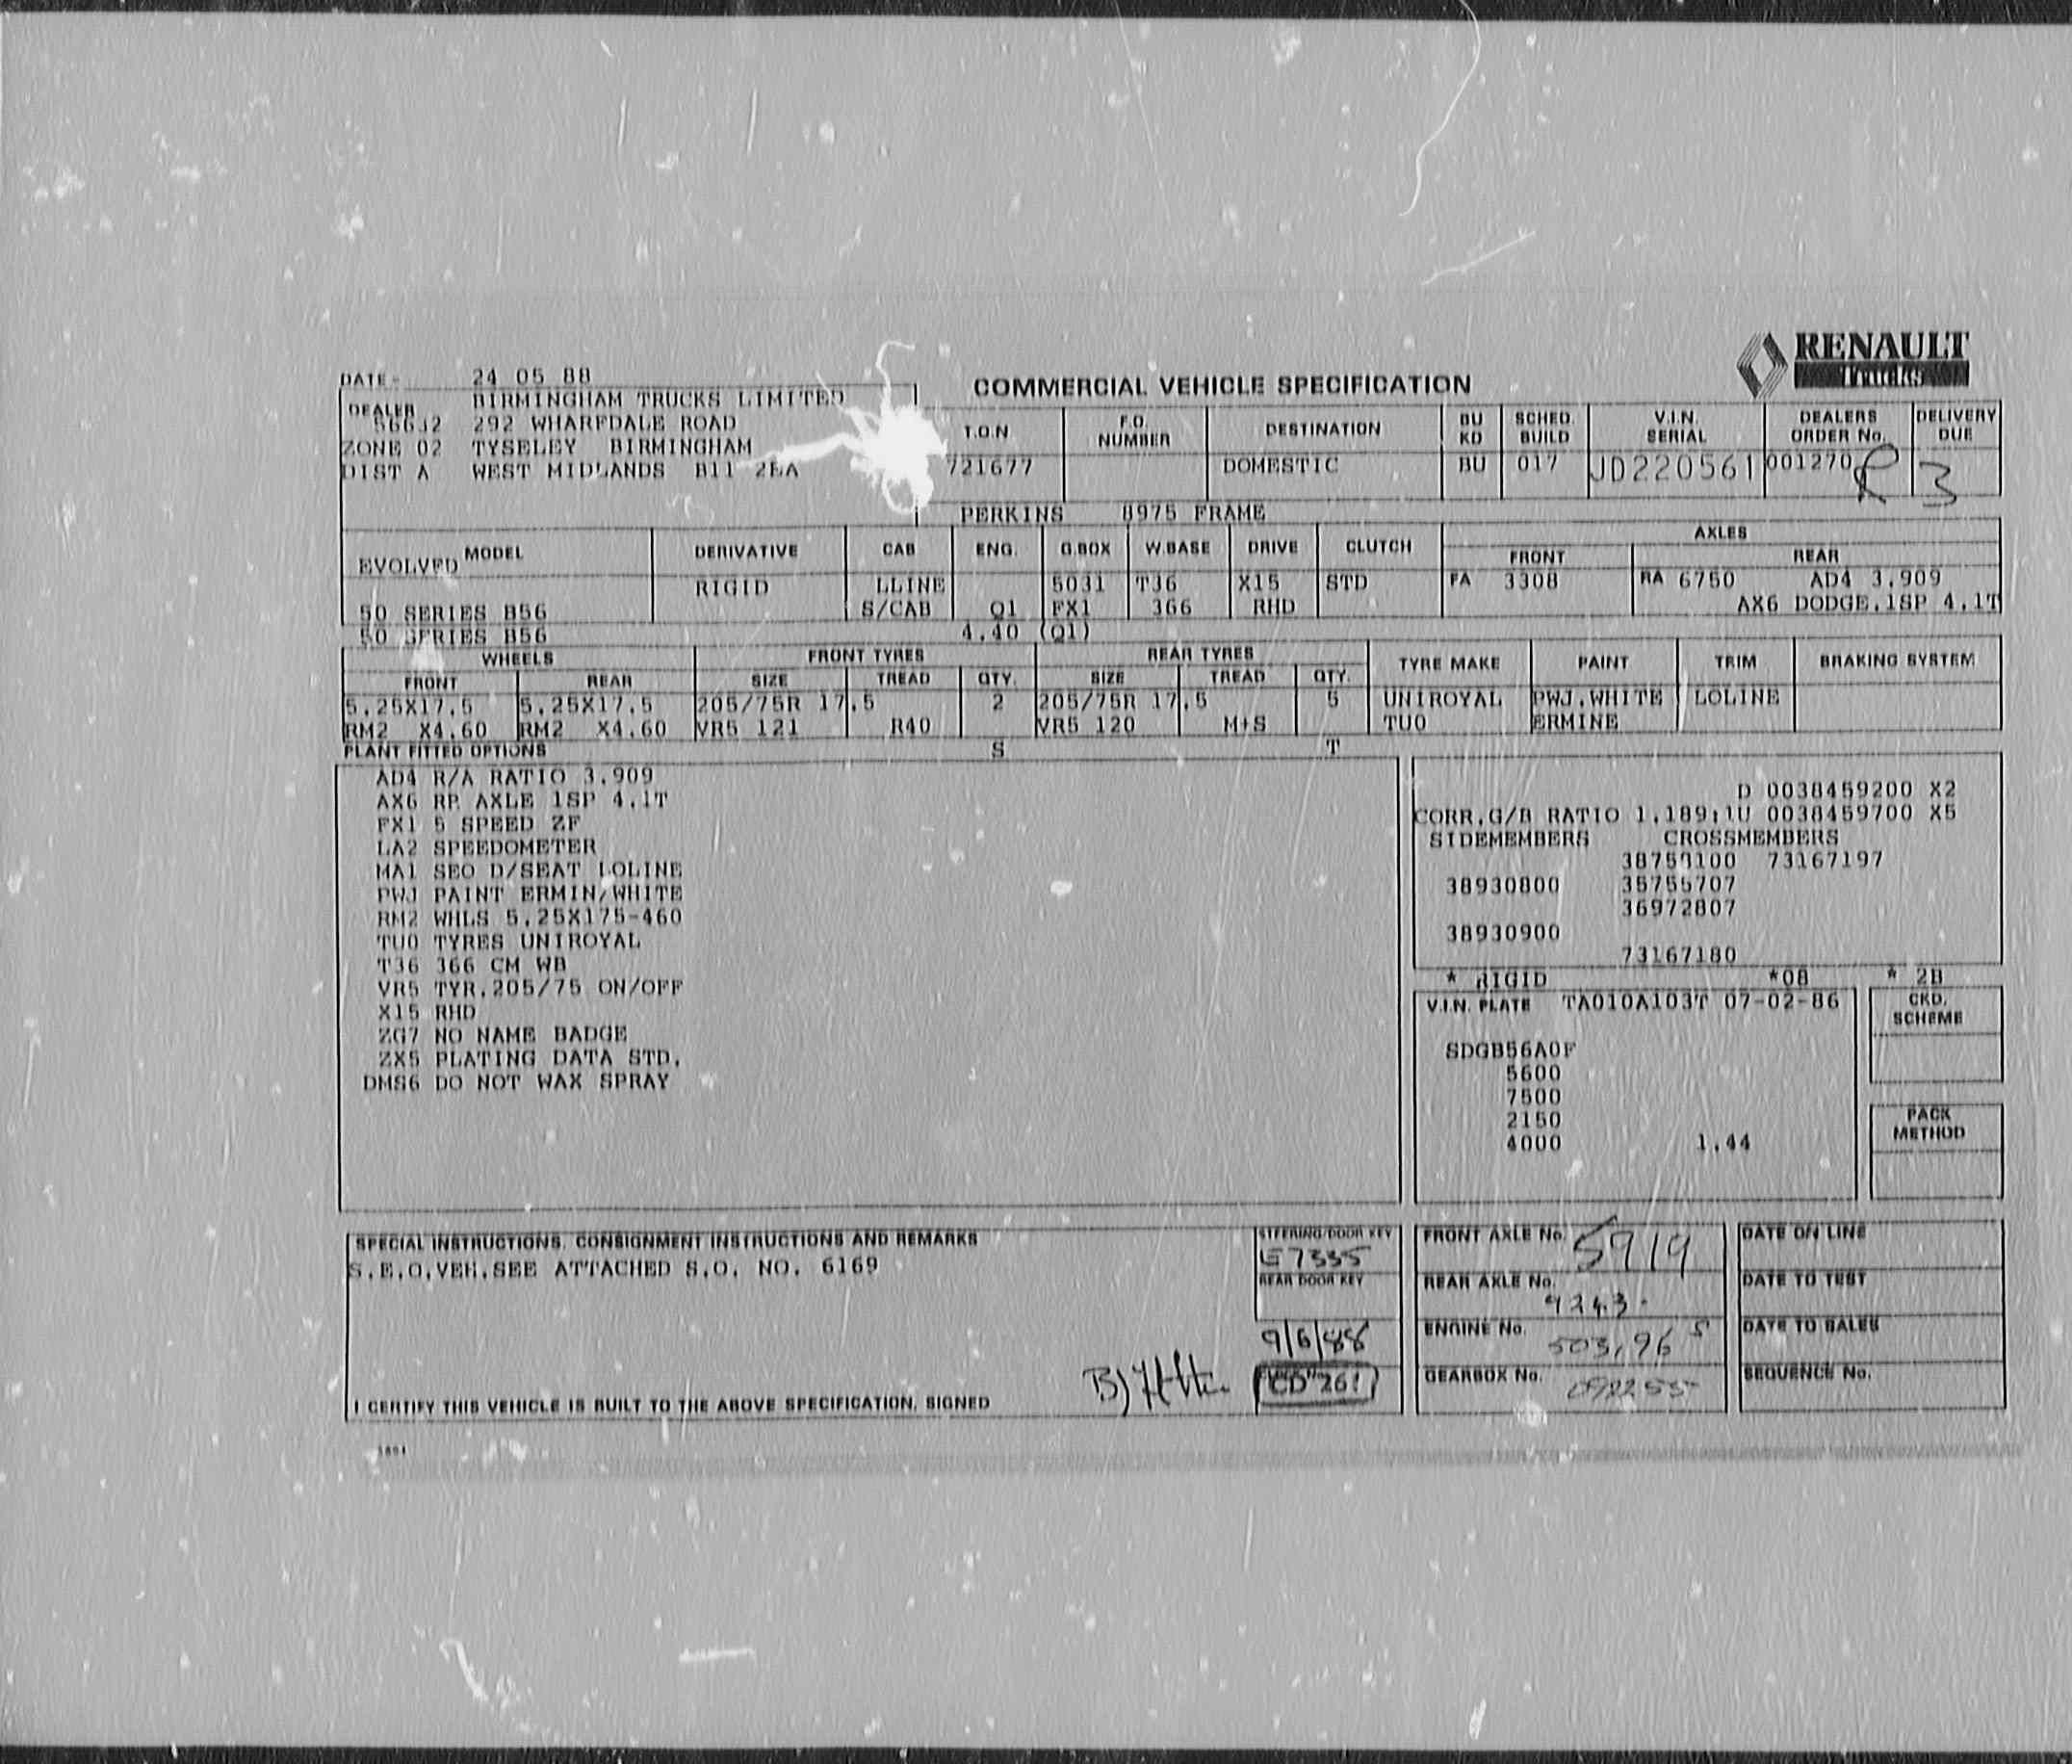 RENAULT
Trucks
DATE- 24 05 88
COMMERCIAL VEHICLE SPECIFICATION
DEALER BIRMINGHAM TRUCKS LIMITED
292 WHARFDALE ROAD
ZONE 02 TYSELEY BIRMINGHAM
DIST A WEST MIDLANDS B11 2EA
T.O.N F.O. NUMBER DESTINATION BU KD SCHED. BUILD V.I.N. SERIAL DEALERS ORDER No. DELIVERY DUE
721677 DOMESTIC BU 017 JD220561 001270 R 3
PERKINS 8975 FRAME
MODEL DERIVATIVE CAB ENG. G.BOX W.BASE DRIVE CLUTCH AXLES
EVOLVED FRONT REAR
RIGID LLINE 5031 T36 X15 STD FA 3308 RA 6750 AD4 3.909
50 SERIES B56 S/CAB Q1 FX1 366 RHD AX6 DODGE.1SP 4.1T
50 SERIES B56 4.40 (Q1)
WHEELS FRONT TYRES REAR TYRES TYRE MAKE PAINT TRIM BRAKING SYSTEM
FRONT REAR SIZE TREAD QTY. SIZE TREAD QTY.
5.25X17.5 5.25X17.5 205/75R 17.5 2 205/75R 17.5 5 UNIROYAL PWJ.WHITE LOLINE
RM2 X4.60 RM2 X4.60 VR5 121 R40 VR5 120 M+S TU0 ERMINE
PLANT FITTED OPTIONS S T
AD4 R/A RATIO 3.909
AX6 RR AXLE 1SP 4.1T
FX1 5 SPEED ZF
LA2 SPEEDOMETER
MA1 SEO D/SEAT LOLINE
PWJ PAINT ERMIN/WHITE
RM2 WHLS 5.25X175-460
TU0 TYRES UNIROYAL
T36 366 CM WB
VR5 TYR.205/75 ON/OFF
X15 RHD
ZG7 NO NAME BADGE
ZX5 PLATING DATA STD.
DMS6 DO NOT WAX SPRAY
D 0038459200 X2
CORR.G/B RATIO 1.189:1U 0038459700 X5
SIDEMEMBERS CROSSMEMBERS
73167197
38930800 35755707
36972807
38930900
73167180
* RIGID *08 * 2B
V.I.N. PLATE TA010A103T 07-02-86
CKD. SCHEME
SDGB56A0F
5600
7500
2150
4000 1.44
PACK METHOD
SPECIAL INSTRUCTIONS, CONSIGNMENT INSTRUCTIONS AND REMARKS
S.E.O.VEH.SEE ATTACHED S.O. NO. 6169
I CERTIFY THIS VEHICLE IS BUILT TO THE ABOVE SPECIFICATION, SIGNED
STEERING/DOOR KEY
G7335
REAR DOOR KEY
9/6/88
CD 261
FRONT AXLE No. 5719
REAR AXLE No. 9243.
ENGINE No.
GEARBOX No.
DATE ON LINE
DATE TO TEST
DATE TO SALES
SEQUENCE No.